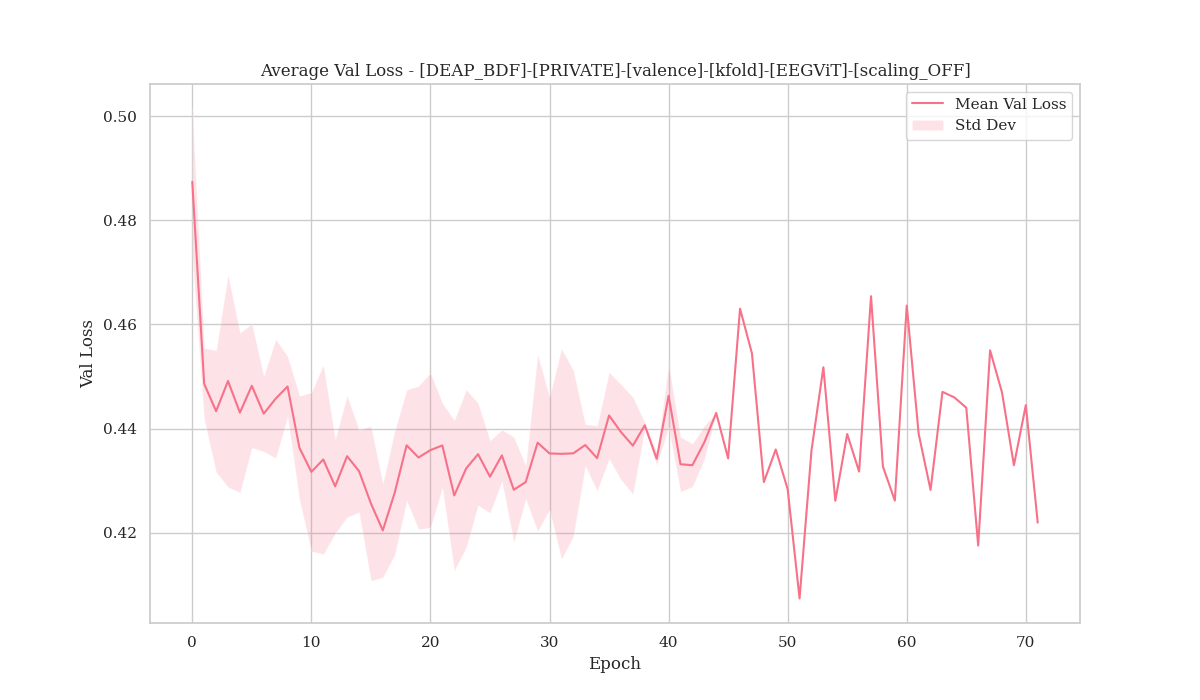 Average Val Loss - [DEAP_BDF]-[PRIVATE]-[valence]-[kfold]-[EEGViT]-[scaling_OFF]
Mean Val Loss
Std Dev
0.50
0.48
0.46
0.44
0.42
Val Loss
0 10 20 30 40 50 60 70
Epoch